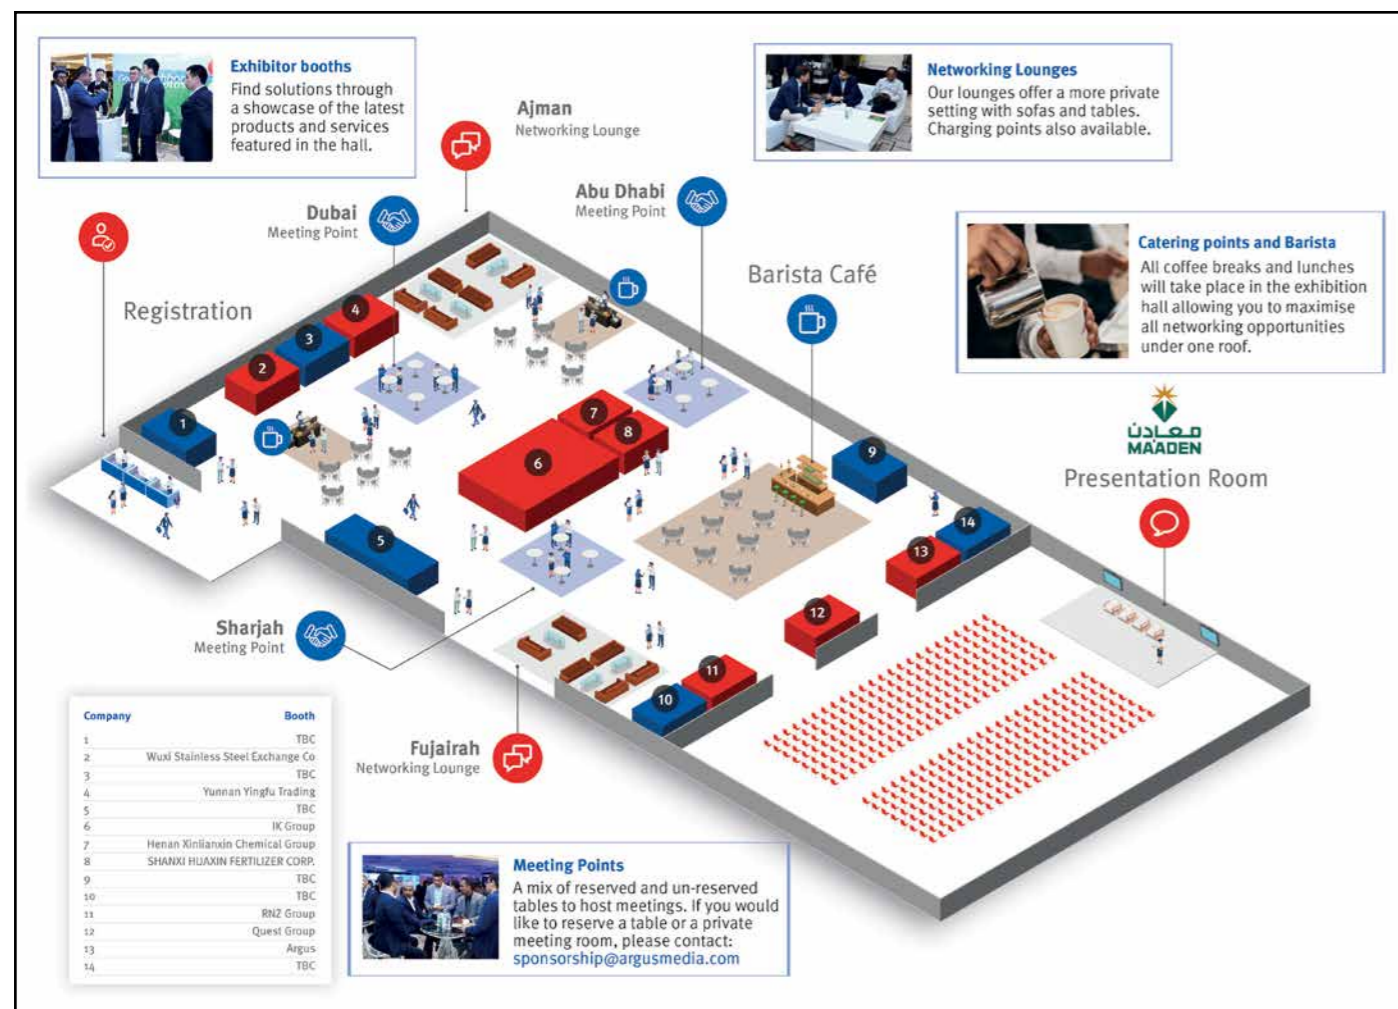 Exhibitor booths
Find solutions through
a showcase of the latest
products and services
featured in the hall.
Ajman
Networking Lounge
Networking Lounges
Our lounges offer a more private
setting with sofas and tables.
Charging points also available.
Dubai
Meeting Point
Abu Dhabi
Meeting Point
Registration
Barista Café
Catering points and Barista
All coffee breaks and lunches
will take place in the exhibition
hall allowing you to maximise
all networking opportunities
under one roof.
معادن
MA'ADEN
Presentation Room
1
2
3
4
5
6
7
8
9
10
11
12
13
14
Sharjah
Meeting Point
Fujairah
Networking Lounge
Company Booth
1 TBC
2 Wuxi Stainless Steel Exchange Co
3 TBC
4 Yunnan Yingfu Trading
5 TBC
6 IK Group
7 Henan Xinlianxin Chemical Group
8 SHANXI HUAXIN FERTILIZER CORP.
9 TBC
10 TBC
11 RNZ Group
12 Quest Group
13 Argus
14 TBC
Meeting Points
A mix of reserved and un-reserved
tables to host meetings. If you would
like to reserve a table or a private
meeting room, please contact:
sponsorship@argusmedia.com